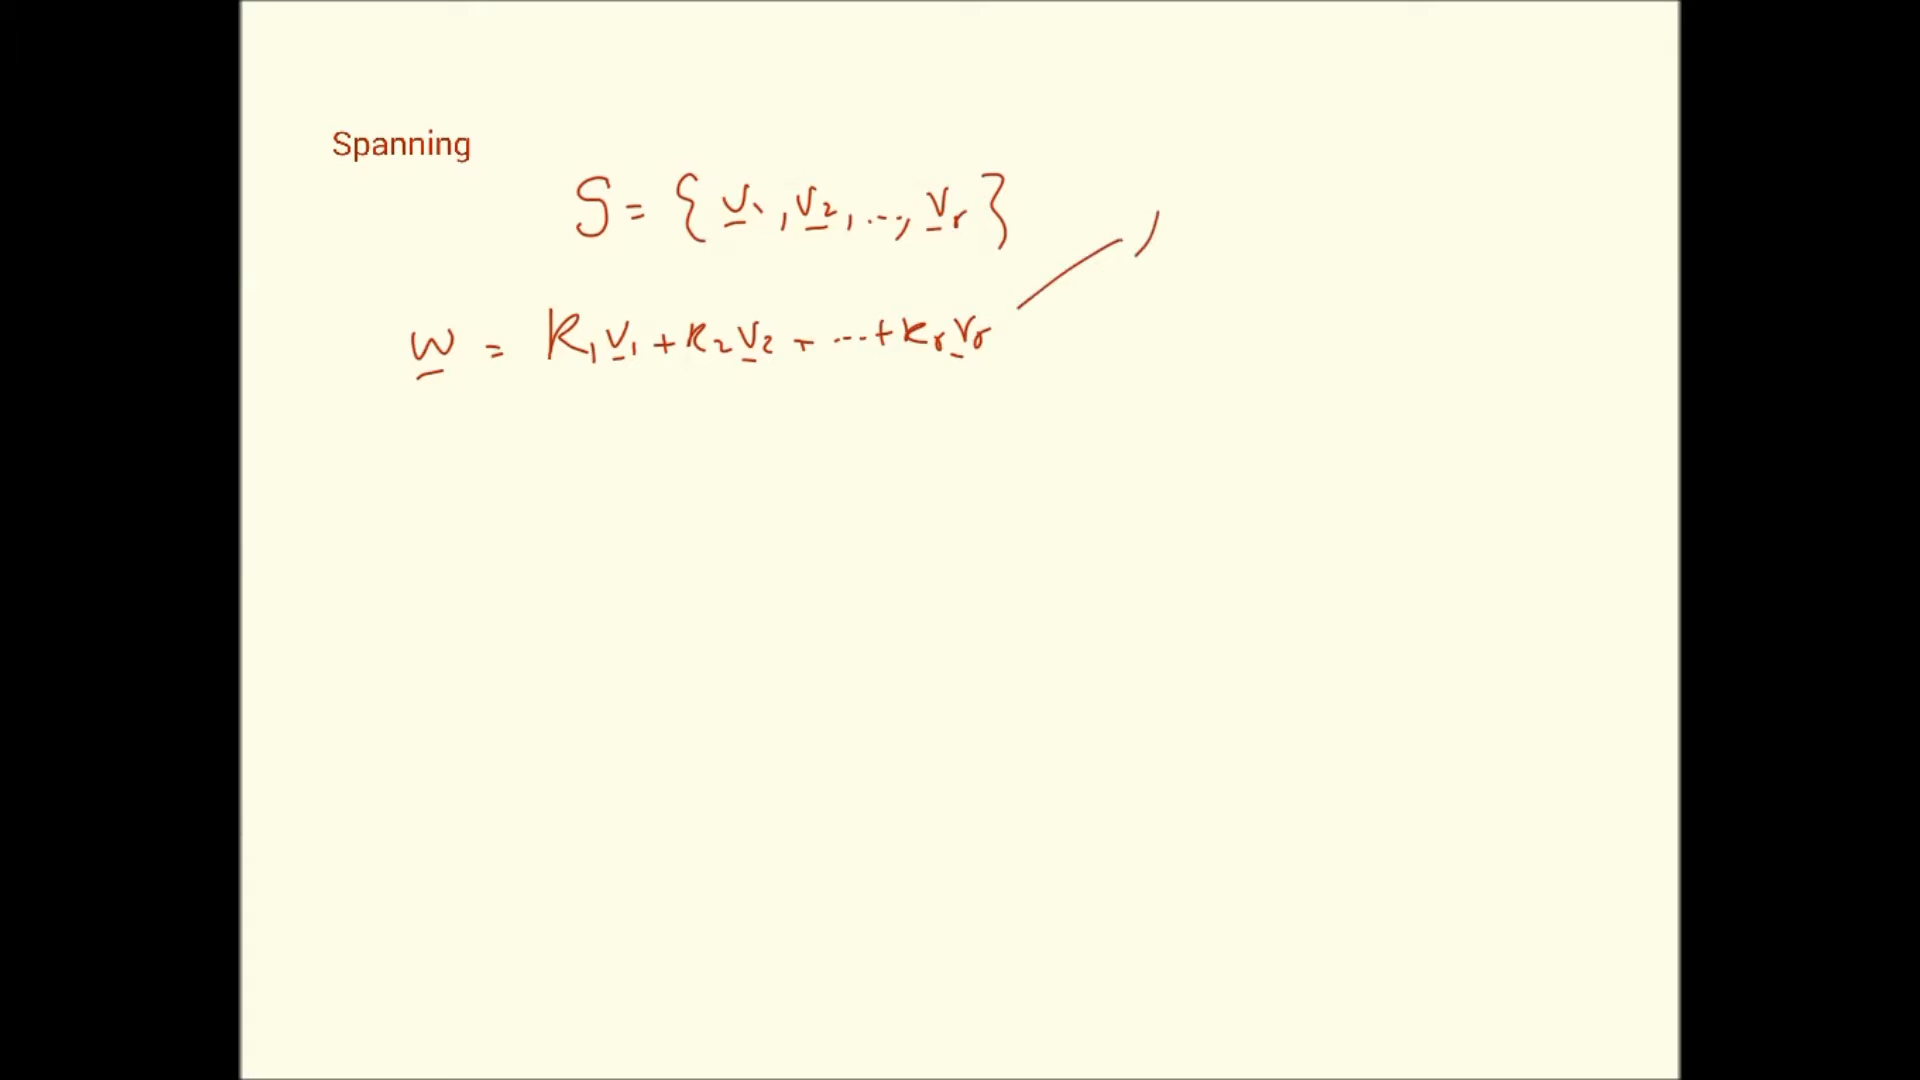 Spanning
S = { v₁ , v₂ , ... , vᵣ }
w = k₁v₁ + k₂v₂ + ... + kᵣvᵣ